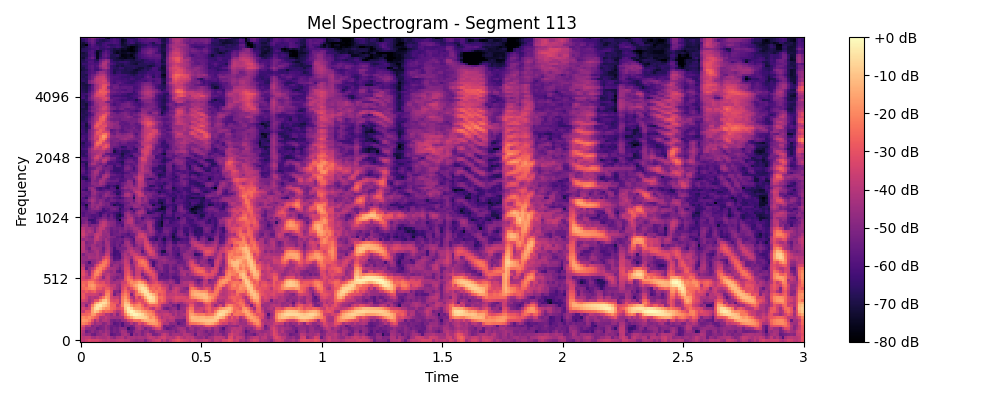 Mel Spectrogram - Segment 113
Frequency
4096
2048
1024
512
0
0
0.5
1
1.5
2
2.5
3
Time
+0 dB
-10 dB
-20 dB
-30 dB
-40 dB
-50 dB
-60 dB
-70 dB
-80 dB